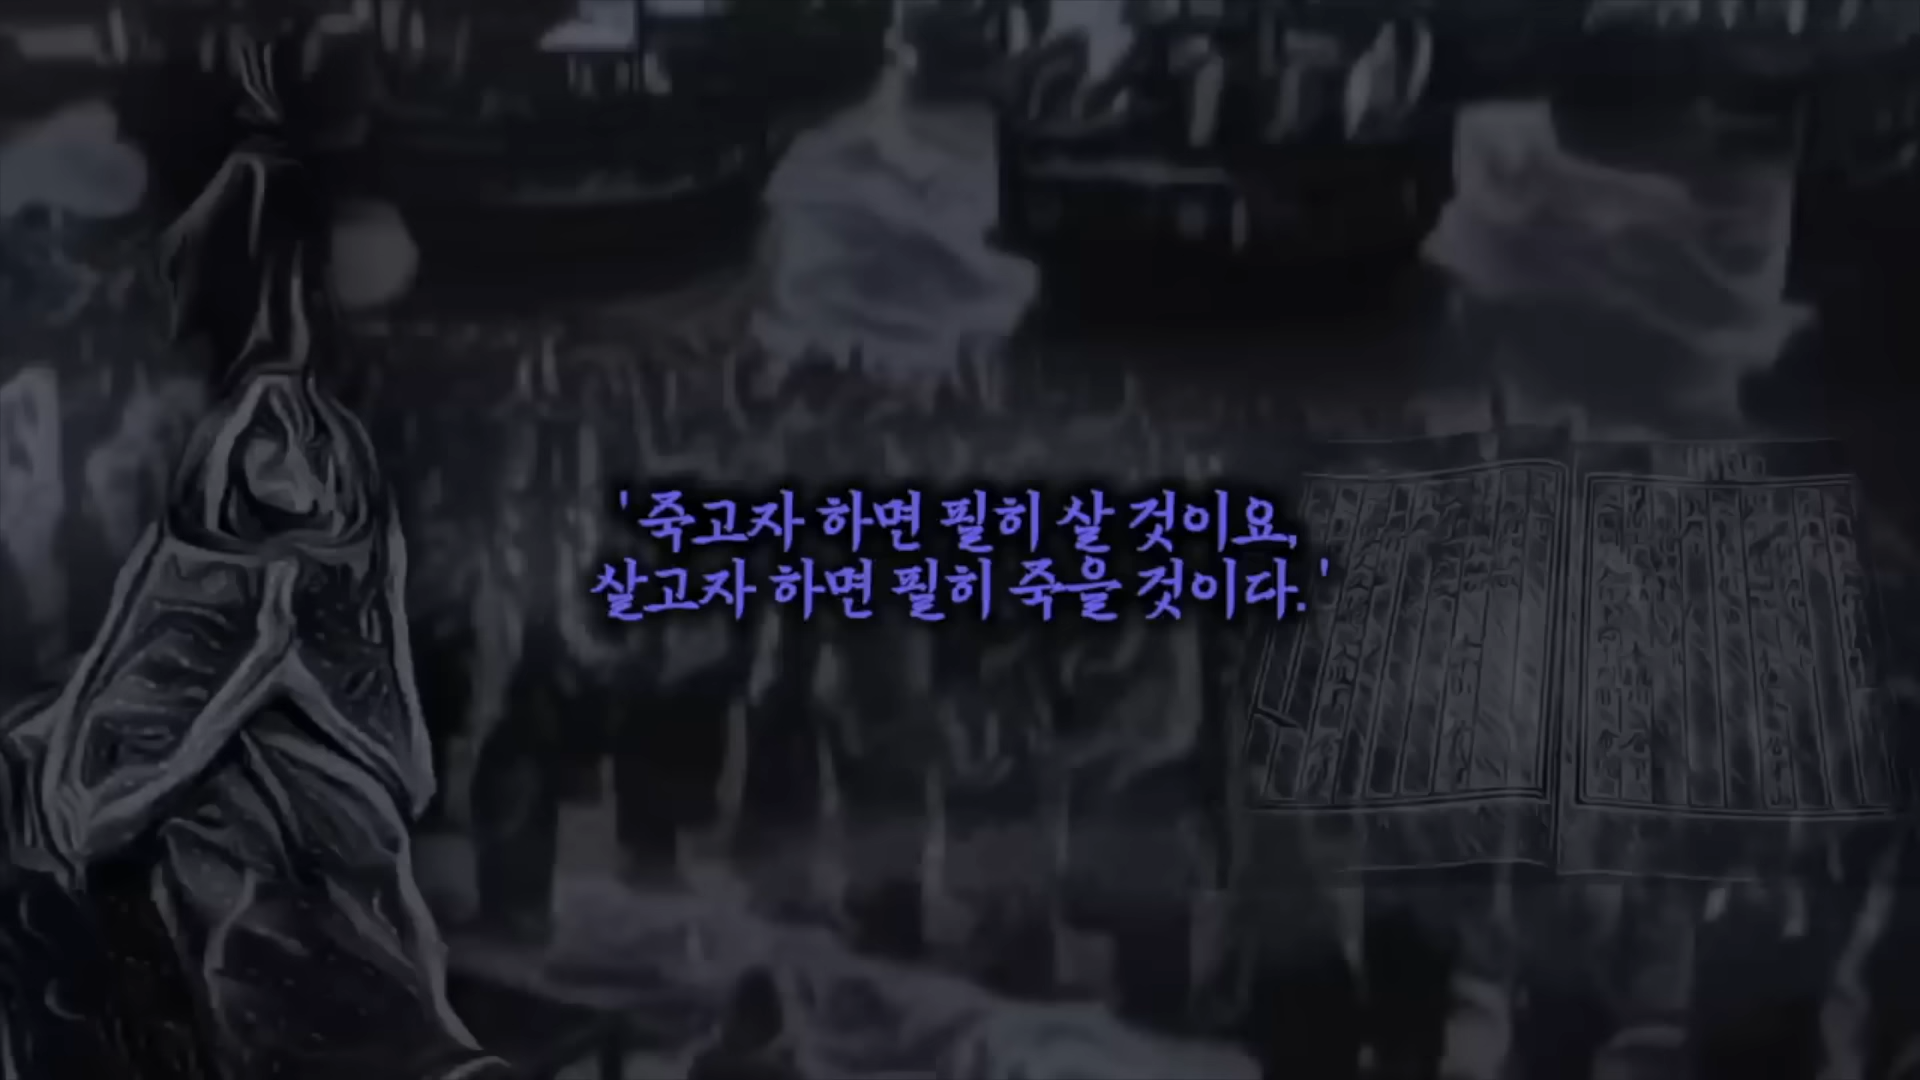 '죽고자 하면 필히 살 것이요,
살고자 하면 필히 죽을 것이다.'